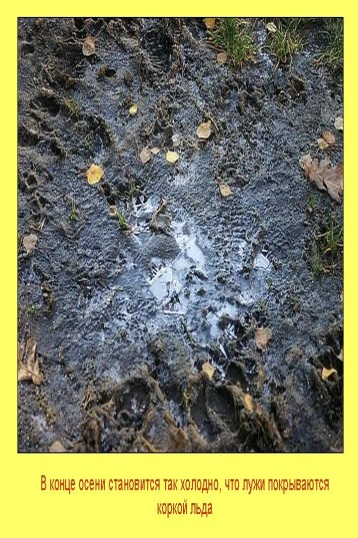 В конце осени становится так холодно, что лужи покрываются
коркой льда